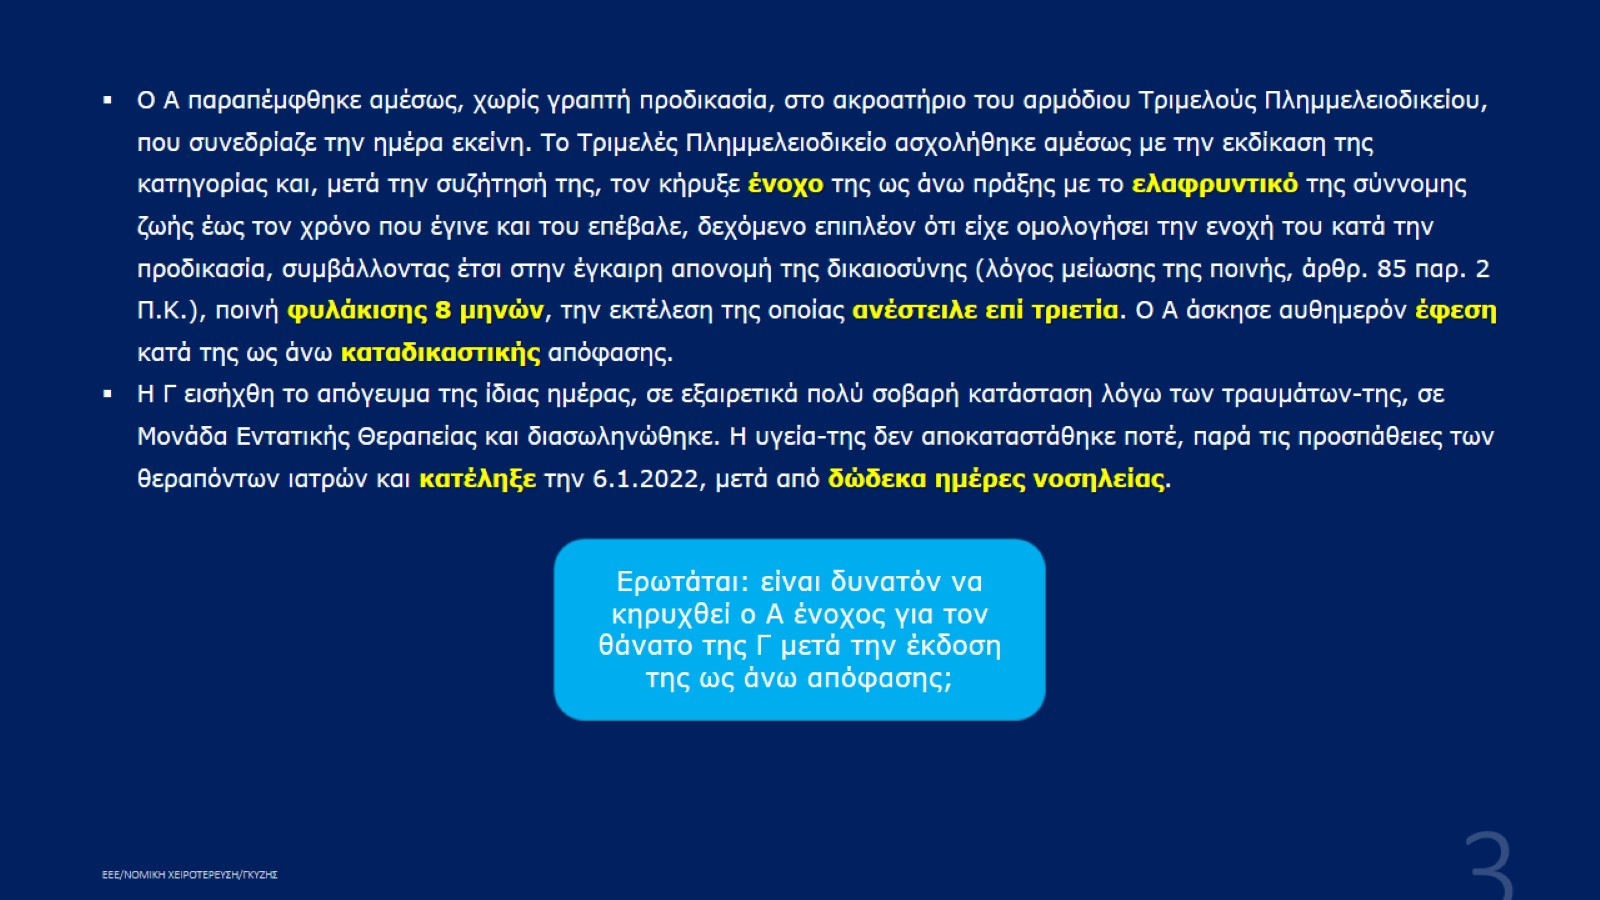 ▪ Ο Α παραπέμφθηκε αμέσως, χωρίς γραπτή προδικασία, στο ακροατήριο του αρμόδιου Τριμελούς Πλημμελειοδικείου,
που συνεδρίαζε την ημέρα εκείνη. Το Τριμελές Πλημμελειοδικείο ασχολήθηκε αμέσως με την εκδίκαση της
κατηγορίας και, μετά την συζήτησή της, τον κήρυξε ένοχο της ως άνω πράξης με το ελαφρυντικό της σύννομης
ζωής έως τον χρόνο που έγινε και του επέβαλε, δεχόμενο επιπλέον ότι είχε ομολογήσει την ενοχή του κατά την
προδικασία, συμβάλλοντας έτσι στην έγκαιρη απονομή της δικαιοσύνης (λόγος μείωσης της ποινής, άρθρ. 85 παρ. 2
Π.Κ.), ποινή φυλάκισης 8 μηνών, την εκτέλεση της οποίας ανέστειλε επί τριετία. Ο Α άσκησε αυθημερόν έφεση
κατά της ως άνω καταδικαστικής απόφασης.
▪ Η Γ εισήχθη το απόγευμα της ίδιας ημέρας, σε εξαιρετικά πολύ σοβαρή κατάσταση λόγω των τραυμάτων-της, σε
Μονάδα Εντατικής Θεραπείας και διασωληνώθηκε. Η υγεία-της δεν αποκαταστάθηκε ποτέ, παρά τις προσπάθειες των
θεραπόντων ιατρών και κατέληξε την 6.1.2022, μετά από δώδεκα ημέρες νοσηλείας.
Ερωτάται: είναι δυνατόν να
κηρυχθεί ο Α ένοχος για τον
θάνατο της Γ μετά την έκδοση
της ως άνω απόφασης;
ΕΕΕ/ΝΟΜΙΚΗ ΧΕΙΡΟΤΕΡΕΥΣΗ/ΓΚΥΖΗΣ
3